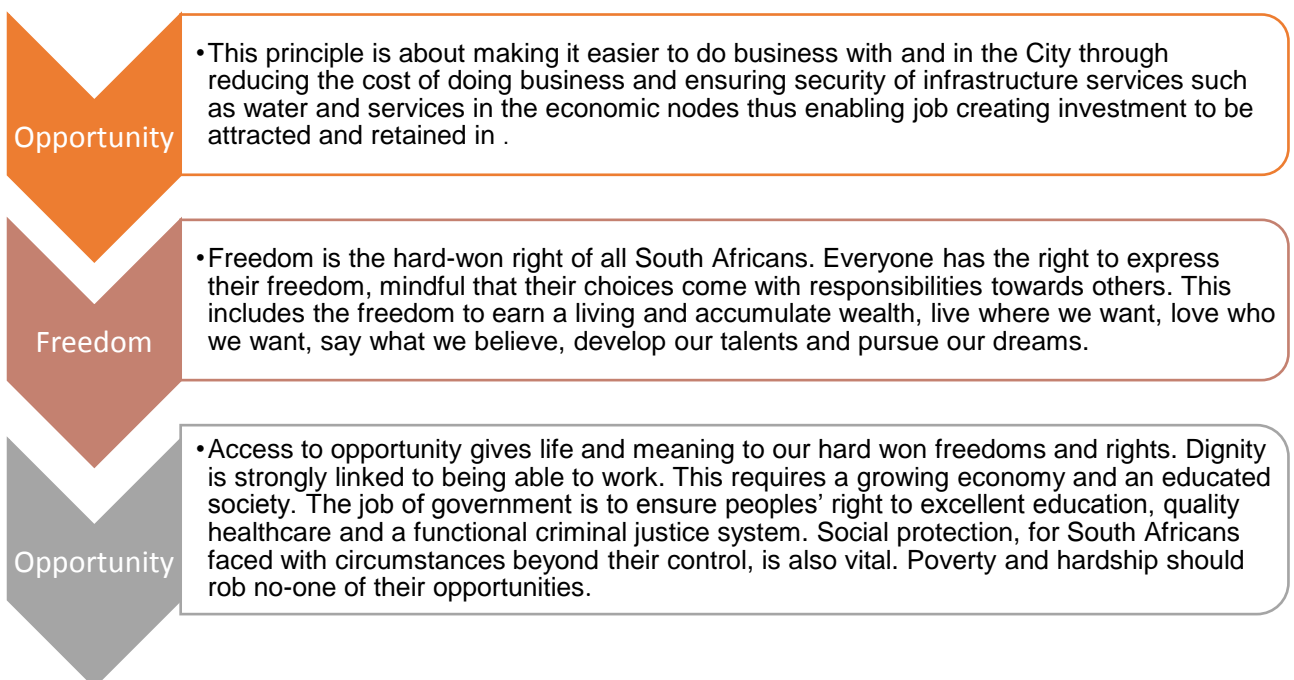 Opportunity
•This principle is about making it easier to do business with and in the City through
reducing the cost of doing business and ensuring security of infrastructure services such
as water and services in the economic nodes thus enabling job creating investment to be
attracted and retained in .
Freedom
•Freedom is the hard-won right of all South Africans. Everyone has the right to express
their freedom, mindful that their choices come with responsibilities towards others. This
includes the freedom to earn a living and accumulate wealth, live where we want, love who
we want, say what we believe, develop our talents and pursue our dreams.
Opportunity
•Access to opportunity gives life and meaning to our hard won freedoms and rights. Dignity
is strongly linked to being able to work. This requires a growing economy and an educated
society. The job of government is to ensure peoples’ right to excellent education, quality
healthcare and a functional criminal justice system. Social protection, for South Africans
faced with circumstances beyond their control, is also vital. Poverty and hardship should
rob no-one of their opportunities.